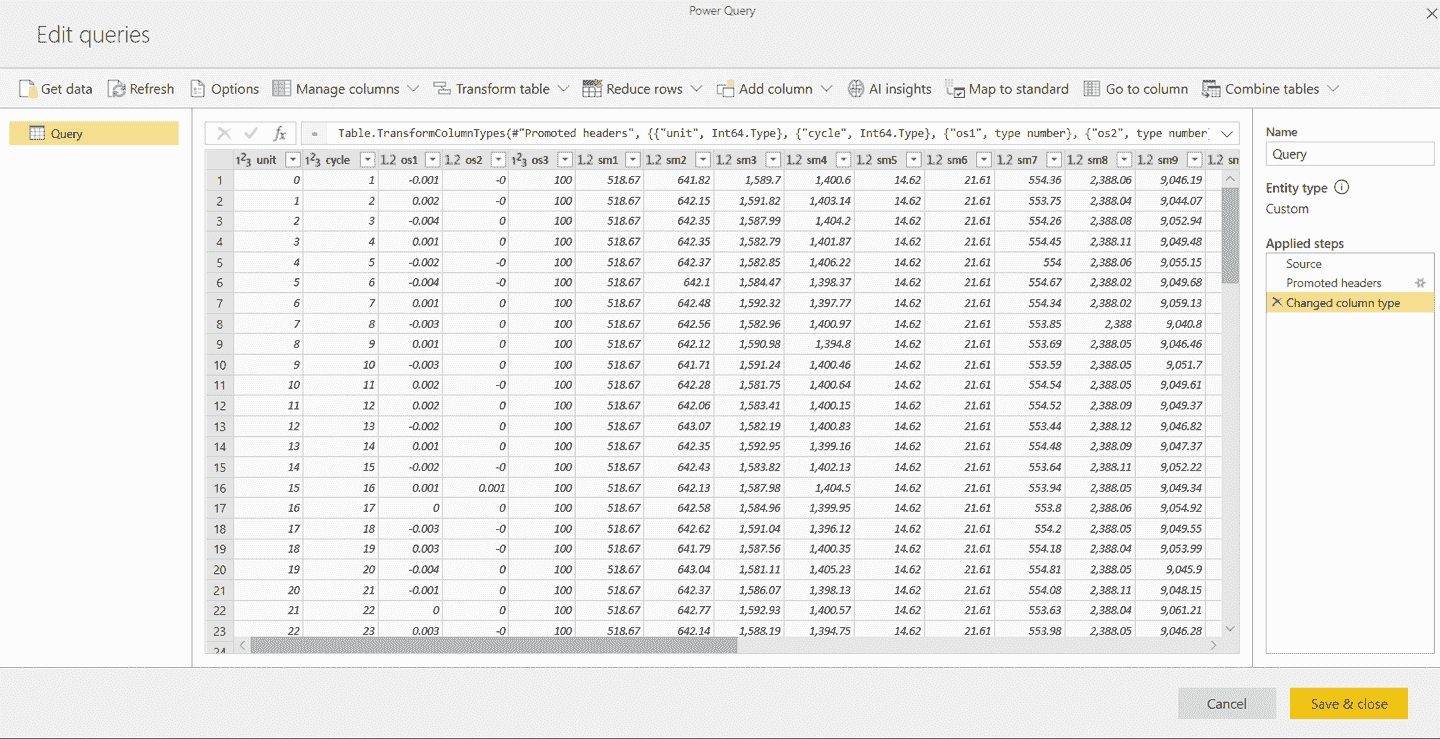 Power Query
Edit queries
Get data Refresh Options Manage columns Transform table Reduce rows Add column AI insights Map to standard Go to column Combine tables
Query
fx = Table.TransformColumnTypes(#"Promoted headers", {{"unit", Int64.Type}, {"cycle", Int64.Type}, {"os1", type number}, {"os2", type number}
1²3 unit 1²3 cycle 1.2 os1 1.2 os2 1²3 os3 1.2 sm1 1.2 sm2 1.2 sm3 1.2 sm4 1.2 sm5 1.2 sm6 1.2 sm7 1.2 sm8 1.2 sm9 1.2 sm
1 0 1 -0.001 -0 100 518.67 641.82 1,589.7 1,400.6 14.62 21.61 554.36 2,388.06 9,046.19
2 1 2 0.002 -0 100 518.67 642.15 1,591.82 1,403.14 14.62 21.61 553.75 2,388.04 9,044.07
3 2 3 -0.004 0 100 518.67 642.35 1,587.99 1,404.2 14.62 21.61 554.26 2,388.08 9,052.94
4 3 4 0.001 0 100 518.67 642.35 1,582.79 1,401.87 14.62 21.61 554.45 2,388.11 9,049.48
5 4 5 -0.002 -0 100 518.67 642.37 1,582.85 1,406.22 14.62 21.61 554 2,388.06 9,055.15
6 5 6 -0.004 -0 100 518.67 642.1 1,584.47 1,398.37 14.62 21.61 554.67 2,388.02 9,049.68
7 6 7 0.001 0 100 518.67 642.48 1,592.32 1,397.77 14.62 21.61 554.34 2,388.02 9,059.13
8 7 8 -0.003 0 100 518.67 642.56 1,582.96 1,400.97 14.62 21.61 553.85 2,388 9,040.8
9 8 9 0.001 0 100 518.67 642.12 1,590.98 1,394.8 14.62 21.61 553.69 2,388.05 9,046.46
10 9 10 -0.003 0 100 518.67 641.71 1,591.24 1,400.46 14.62 21.61 553.59 2,388.05 9,051.7
11 10 11 0.002 -0 100 518.67 642.28 1,581.75 1,400.64 14.62 21.61 554.54 2,388.05 9,049.61
12 11 12 0.002 0 100 518.67 642.06 1,583.41 1,400.15 14.62 21.61 554.52 2,388.09 9,049.37
13 12 13 -0.002 0 100 518.67 643.07 1,582.19 1,400.83 14.62 21.61 553.44 2,388.12 9,046.82
14 13 14 0.001 0 100 518.67 642.35 1,592.95 1,399.16 14.62 21.61 554.48 2,388.09 9,047.37
15 14 15 -0.002 -0 100 518.67 642.43 1,583.82 1,402.13 14.62 21.61 553.64 2,388.11 9,052.22
16 15 16 0.001 0.001 100 518.67 642.13 1,587.98 1,404.5 14.62 21.61 553.94 2,388.05 9,049.34
17 16 17 0 0 100 518.67 642.58 1,584.96 1,399.95 14.62 21.61 553.8 2,388.06 9,054.92
18 17 18 -0.003 -0 100 518.67 642.62 1,591.04 1,396.12 14.62 21.61 554.2 2,388.05 9,049.55
19 18 19 0.003 -0 100 518.67 641.79 1,587.56 1,400.35 14.62 21.61 554.18 2,388.04 9,053.99
20 19 20 -0.004 0 100 518.67 643.04 1,581.11 1,405.23 14.62 21.61 554.81 2,388.05 9,045.9
21 20 21 -0.001 0 100 518.67 642.37 1,586.07 1,398.13 14.62 21.61 554.08 2,388.11 9,048.15
22 21 22 0 0 100 518.67 642.77 1,592.93 1,400.57 14.62 21.61 553.63 2,388.04 9,061.21
23 22 23 0.003 -0 100 518.67 642.14 1,588.19 1,394.75 14.62 21.61 553.98 2,388.05 9,046.28
24
Name
Query
Entity type
Custom
Applied steps
Source
Promoted headers
Changed column type
Cancel Save & close